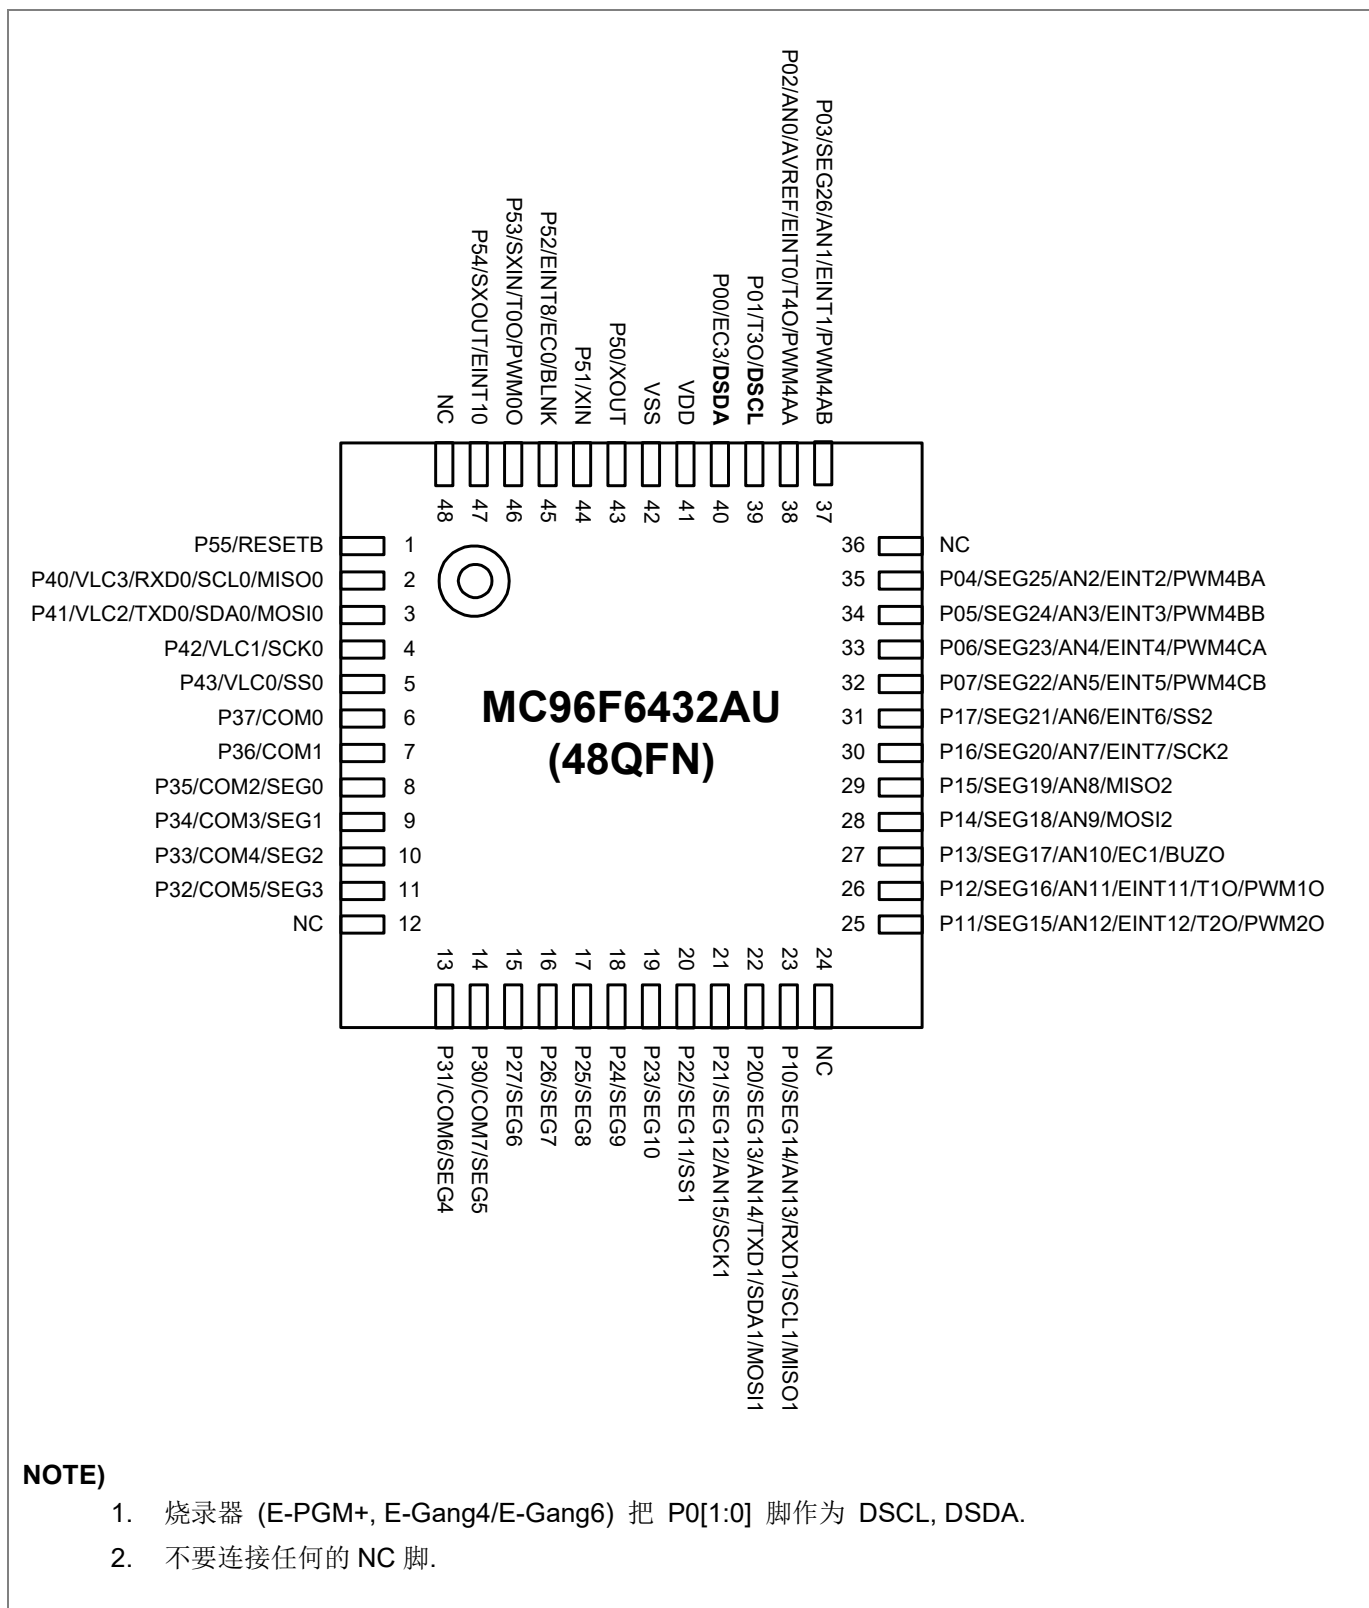 P02/AN0/AVREF/EINT0/T4O/PWM4AA
P03/SEG26/AN1/EINT1/PWM4AB
P54/SXOUT/EINT10
P53/SXIN/T0O/PWM0O
P52/EINT8/EC0/BLNK
P51/XIN
P50/XOUT
VSS
VDD
P00/EC3/DSDA
P01/T3O/DSCL
NC
48 47 46 45 44 43 42 41 40 39 38 37
P55/RESETB 1
P40/VLC3/RXD0/SCL0/MISO0 2
P41/VLC2/TXD0/SDA0/MOSI0 3
P42/VLC1/SCK0 4
P43/VLC0/SS0 5
P37/COM0 6
P36/COM1 7
P35/COM2/SEG0 8
P34/COM3/SEG1 9
P33/COM4/SEG2 10
P32/COM5/SEG3 11
NC 12
MC96F6432AU
(48QFN)
36 NC
35 P04/SEG25/AN2/EINT2/PWM4BA
34 P05/SEG24/AN3/EINT3/PWM4BB
33 P06/SEG23/AN4/EINT4/PWM4CA
32 P07/SEG22/AN5/EINT5/PWM4CB
31 P17/SEG21/AN6/EINT6/SS2
30 P16/SEG20/AN7/EINT7/SCK2
29 P15/SEG19/AN8/MISO2
28 P14/SEG18/AN9/MOSI2
27 P13/SEG17/AN10/EC1/BUZO
26 P12/SEG16/AN11/EINT11/T1O/PWM1O
25 P11/SEG15/AN12/EINT12/T2O/PWM2O
13 14 15 16 17 18 19 20 21 22 23 24
P31/COM6/SEG4
P30/COM7/SEG5
P27/SEG6
P26/SEG7
P25/SEG8
P24/SEG9
P23/SEG10
P22/SEG11/SS1
P21/SEG12/AN15/SCK1
P20/SEG13/AN14/TXD1/SDA1/MOSI1
P10/SEG14/AN13/RXD1/SCL1/MISO1
NC
NOTE)
1. 烧录器 (E-PGM+, E-Gang4/E-Gang6) 把 P0[1:0] 脚作为 DSCL, DSDA.
2. 不要连接任何的 NC 脚.